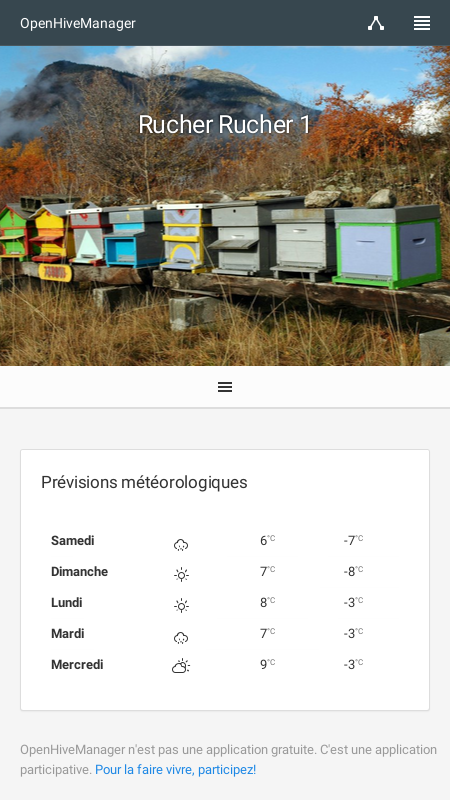 OpenHiveManager
Rucher Rucher 1
Prévisions météorologiques
Samedi 6°C -7°C
Dimanche 7°C -8°C
Lundi 8°C -3°C
Mardi 7°C -3°C
Mercredi 9°C -3°C
OpenHiveManager n'est pas une application gratuite. C'est une application
participative. Pour la faire vivre, participez!